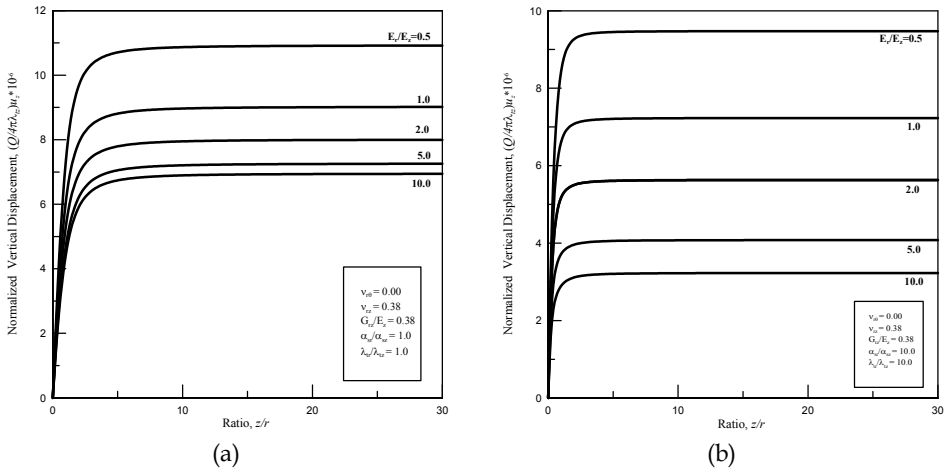 Normalized Vertical Displacement, (Q/4πλtz)uz*10-6
12
10
8
6
4
2
0
Er/Ez=0.5
1.0
2.0
5.0
10.0
νrθ = 0.00
νrz = 0.38
Grz/Ez = 0.38
αsr/αsz = 1.0
λtr/λtz = 1.0
0 10 20 30
Ratio, z/r
(a)
Normalized Vertical Displacement, (Q/4πλtz)uz*10-6
10
8
6
4
2
0
Er/Ez=0.5
1.0
2.0
5.0
10.0
νrθ = 0.00
νrz = 0.38
Grz/Ez = 0.38
αsr/αsz = 10.0
λtr/λtz = 10.0
0 10 20 30
Ratio, z/r
(b)